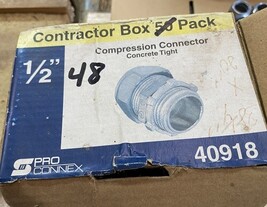 Contractor Box 50 Pack
Compression Connector
Concrete Tight
1/2"
48
PRO
CONNEX
40918